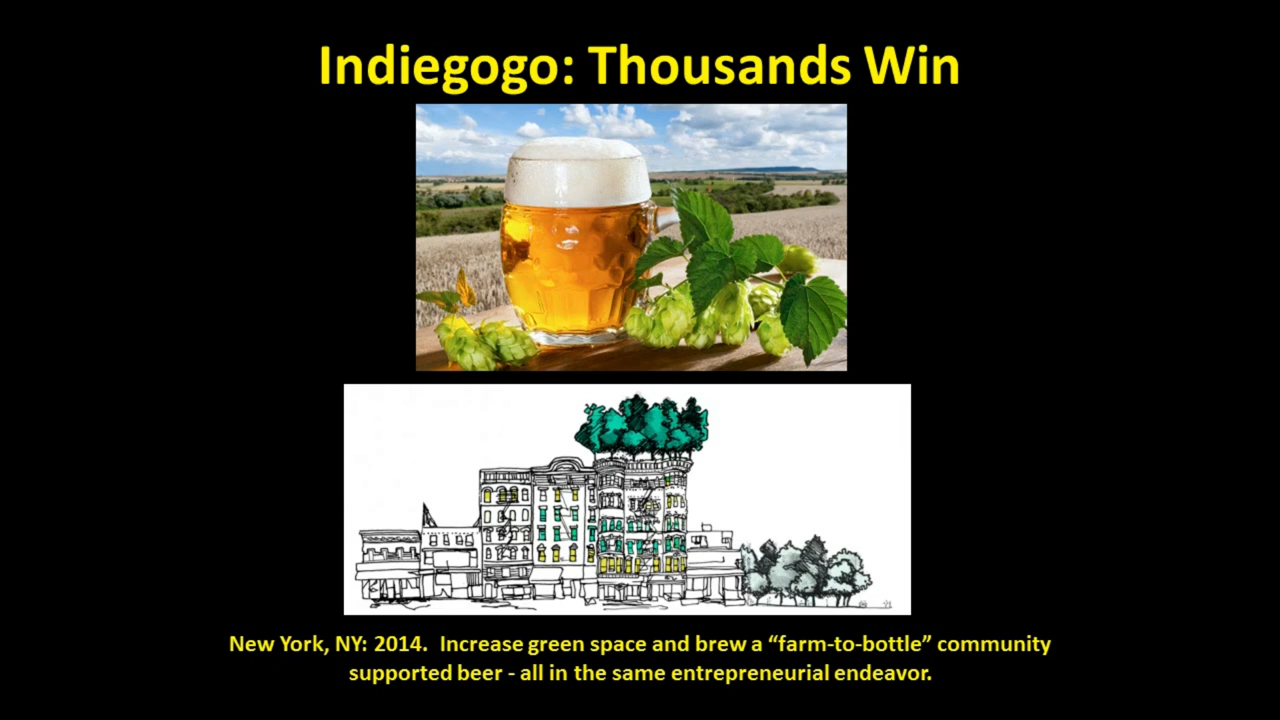 Indiegogo: Thousands Win
New York, NY: 2014.  Increase green space and brew a “farm-to-bottle” community
supported beer - all in the same entrepreneurial endeavor.